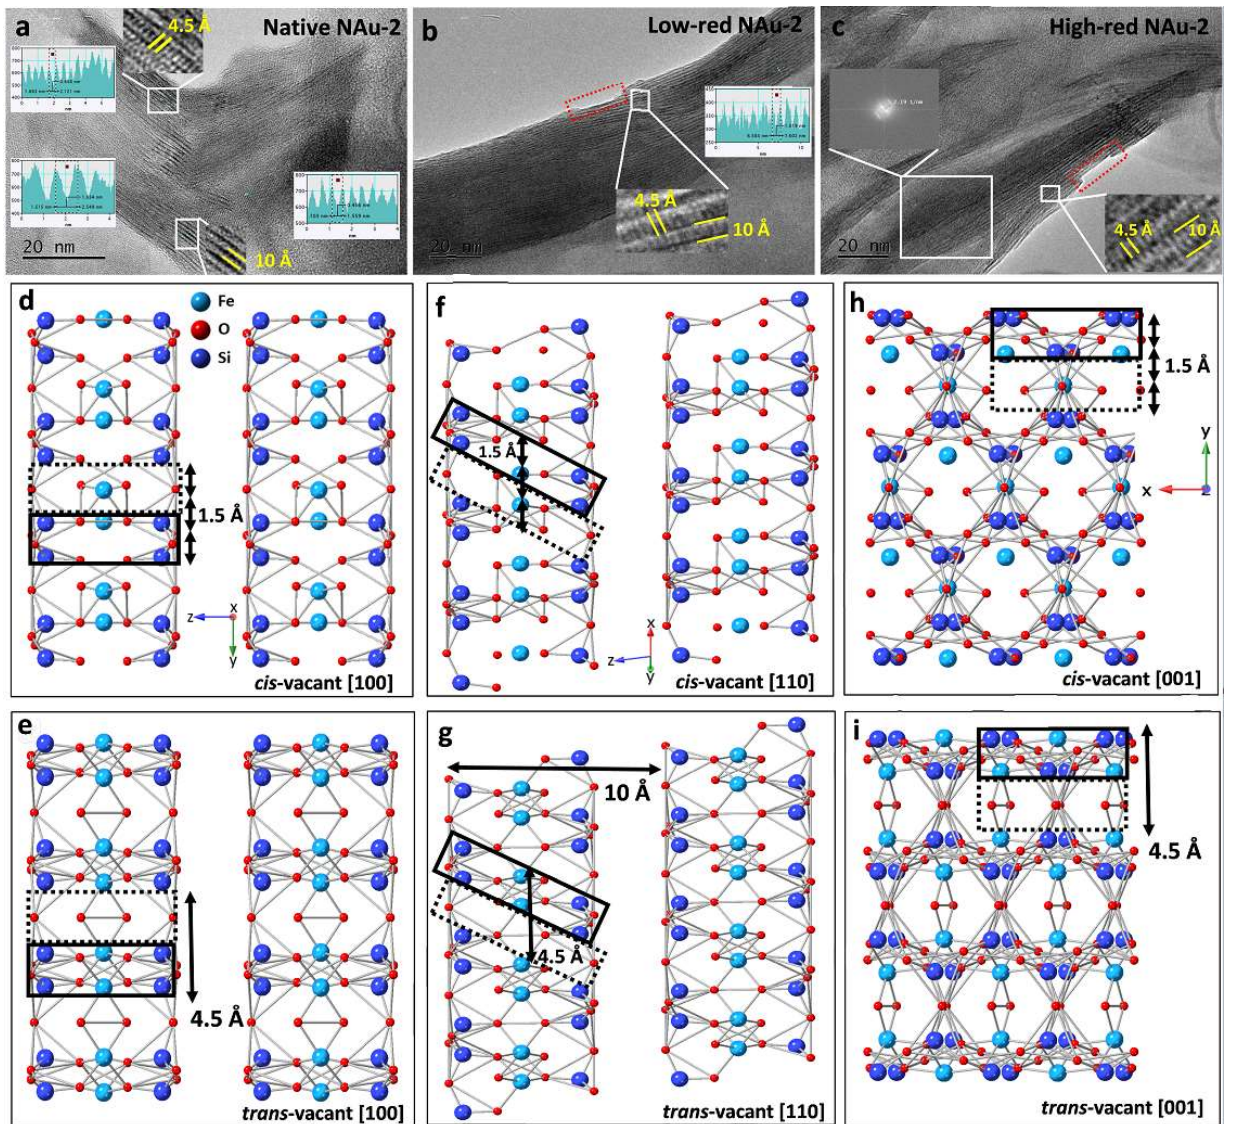 a
4.5 Å
Native NAu-2
10 Å
20 nm
b
Low-red NAu-2
4.5 Å
10 Å
20 nm
c
High-red NAu-2
4.5 Å
10 Å
20 nm
d
Fe
O
Si
1.5 Å
z
x
y
cis-vacant [100]
f
1.5 Å
x
z
y
cis-vacant [110]
h
1.5 Å
y
x
z
cis-vacant [001]
e
4.5 Å
trans-vacant [100]
g
10 Å
4.5 Å
trans-vacant [110]
i
4.5 Å
trans-vacant [001]